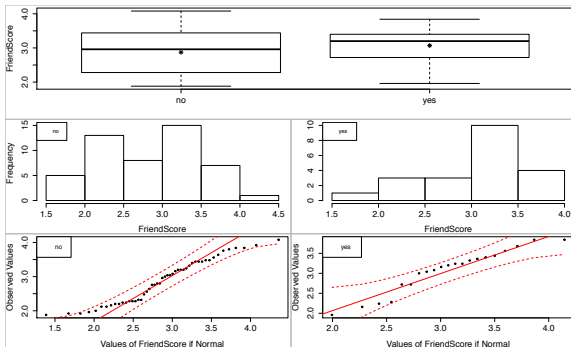 FriendScore
2.0 3.0 4.0
no yes
Frequency
0 5 10 15
no
1.5 2.0 2.5 3.0 3.5 4.0 4.5
FriendScore
0 2 4 6 8 10
yes
1.5 2.0 2.5 3.0 3.5 4.0
FriendScore
Observed Values
2.0 3.0 4.0
no
1.5 2.0 2.5 3.0 3.5 4.0
Values of FriendScore if Normal
Observed Values
2.0 2.5 3.0 3.5
yes
2.0 2.5 3.0 3.5 4.0
Values of FriendScore if Normal